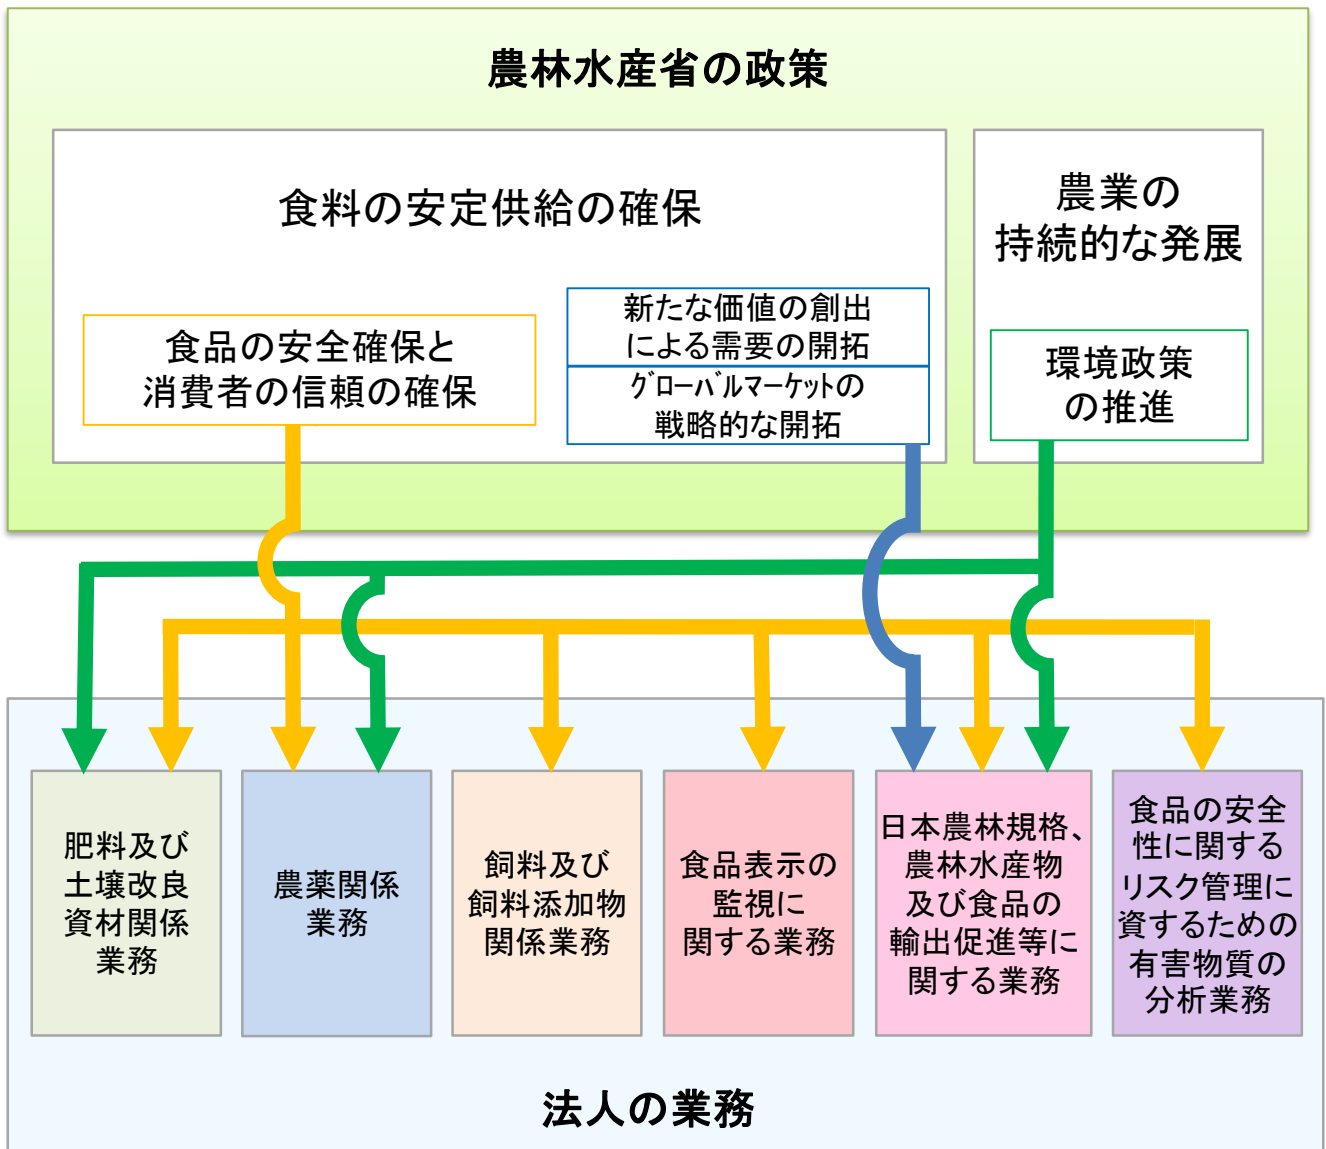 農林水産省の政策
食料の安定供給の確保
農業の
持続的な発展
食品の安全確保と
消費者の信頼の確保
新たな価値の創出
による需要の開拓
グローバルマーケットの
戦略的な開拓
環境政策
の推進
肥料及び
土壌改良
資材関係
業務
農薬関係
業務
飼料及び
飼料添加物
関係業務
食品表示の
監視に
関する業務
日本農林規格、
農林水産物
及び食品の
輸出促進等に
関する業務
食品の安全
性に関する
リスク管理に
資するための
有害物質の
分析業務
法人の業務